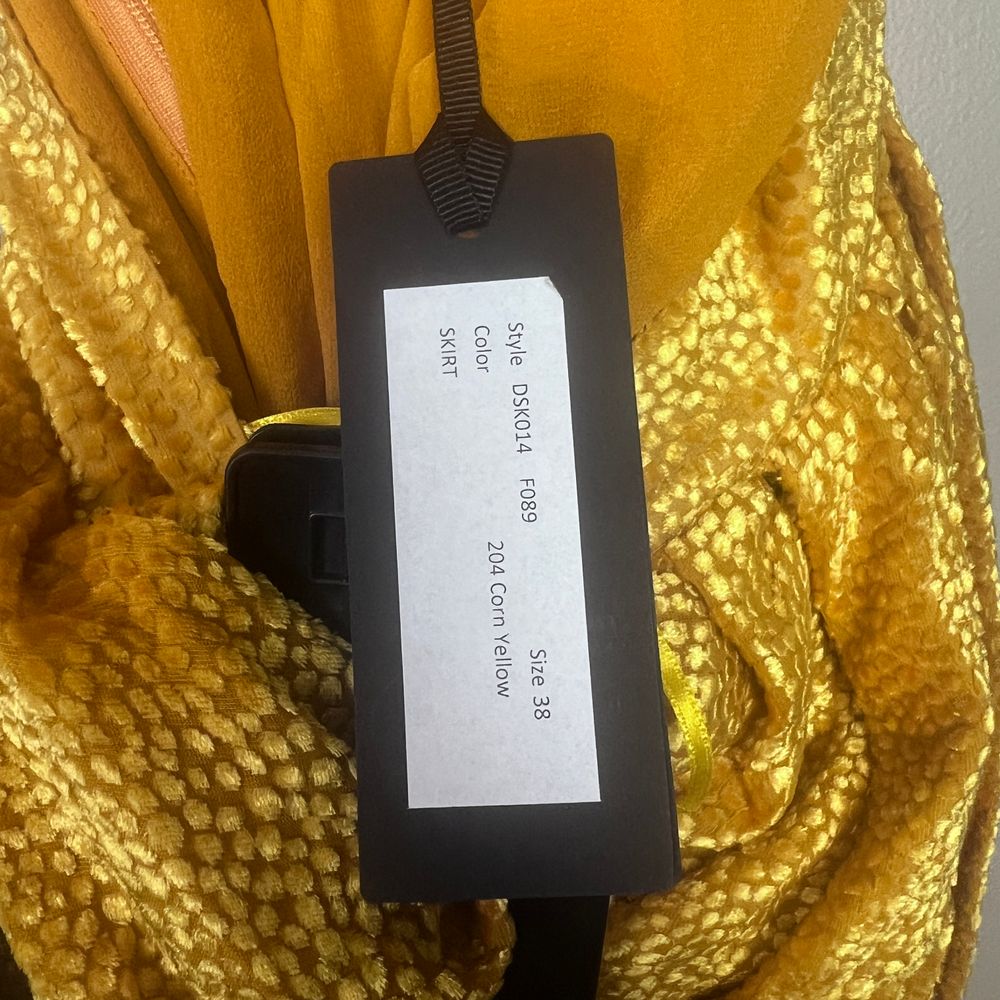 Style DSK014 F089 Size 38
Color 204 Corn Yellow
SKIRT